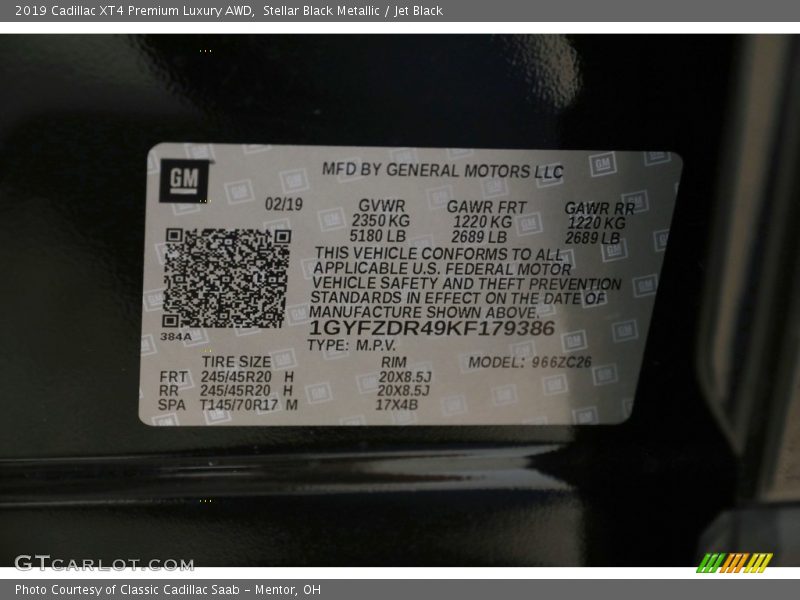 2019 Cadillac XT4 Premium Luxury AWD,  Stellar Black Metallic / Jet Black
GM MFD BY GENERAL MOTORS LLC
02/19 GVWR GAWR FRT GAWR RR
2350 KG 1220 KG 1220 KG
5180 LB 2689 LB 2689 LB
THIS VEHICLE CONFORMS TO ALL
APPLICABLE U.S. FEDERAL MOTOR
VEHICLE SAFETY AND THEFT PREVENTION
STANDARDS IN EFFECT ON THE DATE OF
MANUFACTURE SHOWN ABOVE.
1GYFZDR49KF179386
384A
TYPE: M.P.V.
TIRE SIZE RIM MODEL: 966ZC26
FRT 245/45R20 H 20X8.5J
RR 245/45R20 H 20X8.5J
SPA T145/70R17 M 17X4B
GTCARLOT.COM
Photo Courtesy of Classic Cadillac Saab - Mentor, OH